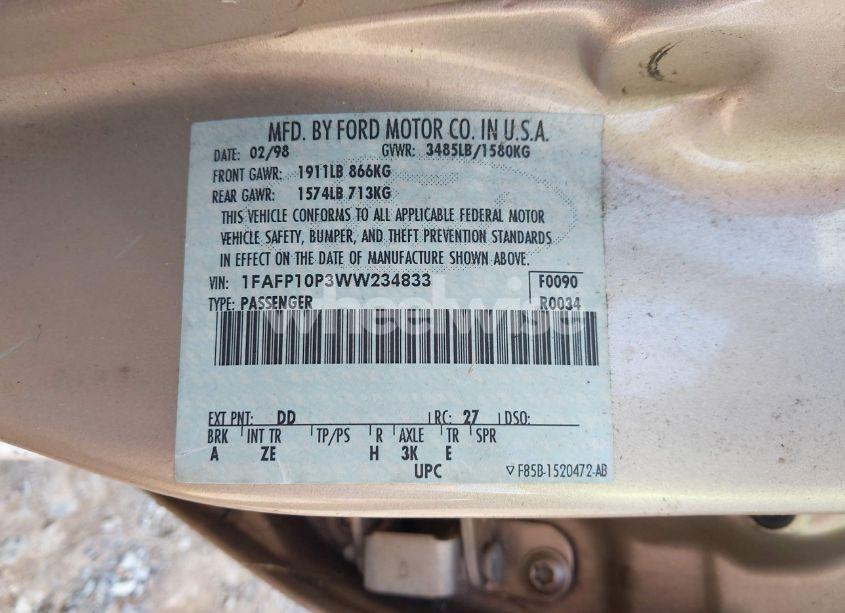 MFD. BY FORD MOTOR CO. IN U.S.A.
DATE: 02/98 GVWR: 3485LB/1580KG
FRONT GAWR: 1911LB 866KG
REAR GAWR: 1574LB 713KG
THIS VEHICLE CONFORMS TO ALL APPLICABLE FEDERAL MOTOR
VEHICLE SAFETY, BUMPER, AND THEFT PREVENTION STANDARDS
IN EFFECT ON THE DATE OF MANUFACTURE SHOWN ABOVE.
VIN: 1FAFP10P3WW234833 F0090
TYPE: PASSENGER R0034
wheelwise
EXT PNT: DD RC: 27 DSO:
BRK INT TR TP/PS R AXLE TR SPR
A ZE H 3K E
UPC F85B-1520472-AB